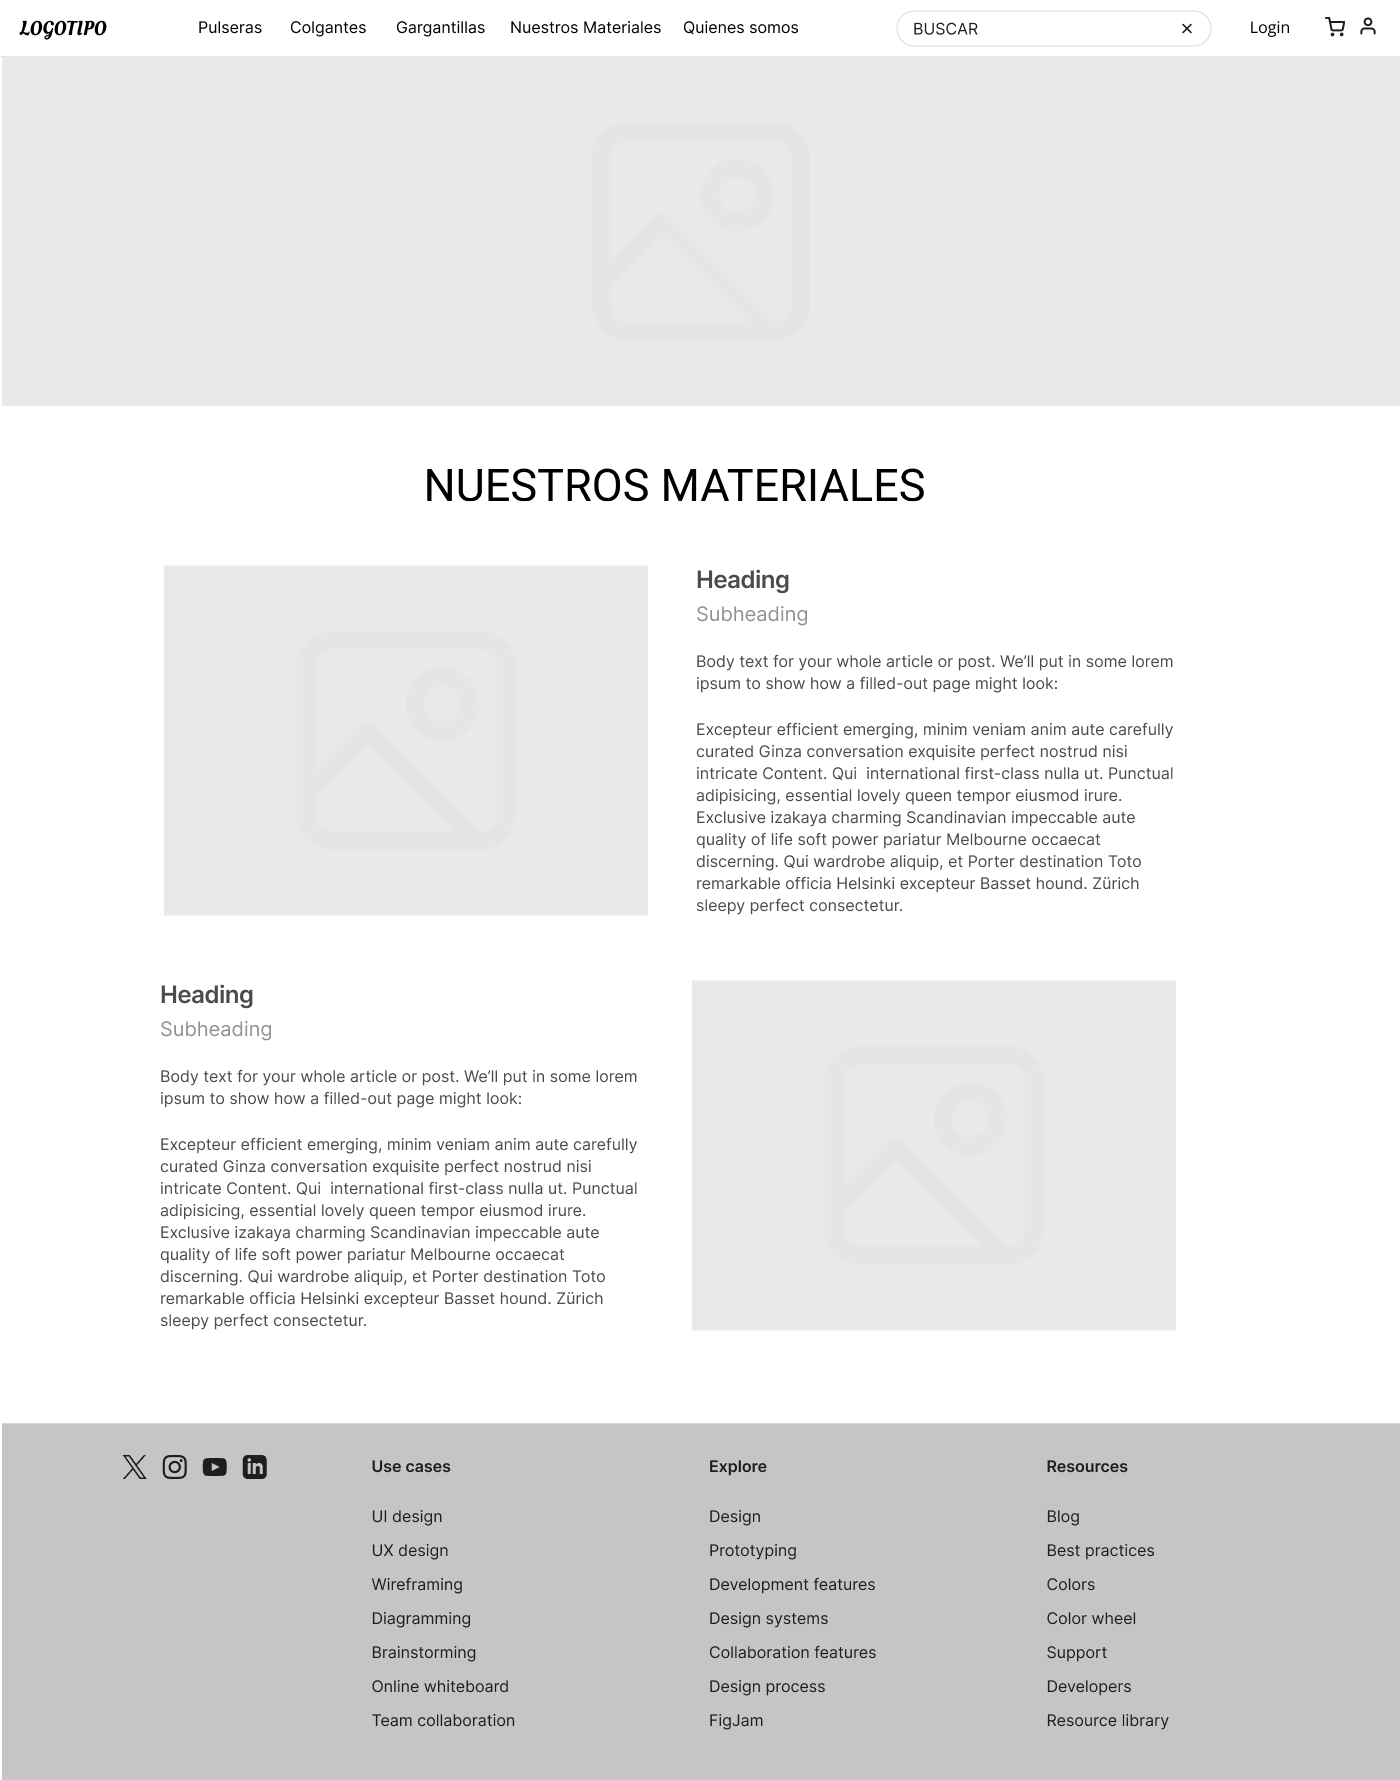 LOGOTIPO Pulseras Colgantes Gargantillas Nuestros Materiales Quienes somos BUSCAR Login
NUESTROS MATERIALES
Heading
Subheading
Body text for your whole article or post. We’ll put in some lorem
ipsum to show how a filled-out page might look:
Excepteur efficient emerging, minim veniam anim aute carefully
curated Ginza conversation exquisite perfect nostrud nisi
intricate Content. Qui  international first-class nulla ut. Punctual
adipisicing, essential lovely queen tempor eiusmod irure.
Exclusive izakaya charming Scandinavian impeccable aute
quality of life soft power pariatur Melbourne occaecat
discerning. Qui wardrobe aliquip, et Porter destination Toto
remarkable officia Helsinki excepteur Basset hound. Zürich
sleepy perfect consectetur.
Heading
Subheading
Body text for your whole article or post. We’ll put in some lorem
ipsum to show how a filled-out page might look:
Excepteur efficient emerging, minim veniam anim aute carefully
curated Ginza conversation exquisite perfect nostrud nisi
intricate Content. Qui  international first-class nulla ut. Punctual
adipisicing, essential lovely queen tempor eiusmod irure.
Exclusive izakaya charming Scandinavian impeccable aute
quality of life soft power pariatur Melbourne occaecat
discerning. Qui wardrobe aliquip, et Porter destination Toto
remarkable officia Helsinki excepteur Basset hound. Zürich
sleepy perfect consectetur.
Use cases
UI design
UX design
Wireframing
Diagramming
Brainstorming
Online whiteboard
Team collaboration
Explore
Design
Prototyping
Development features
Design systems
Collaboration features
Design process
FigJam
Resources
Blog
Best practices
Colors
Color wheel
Support
Developers
Resource library